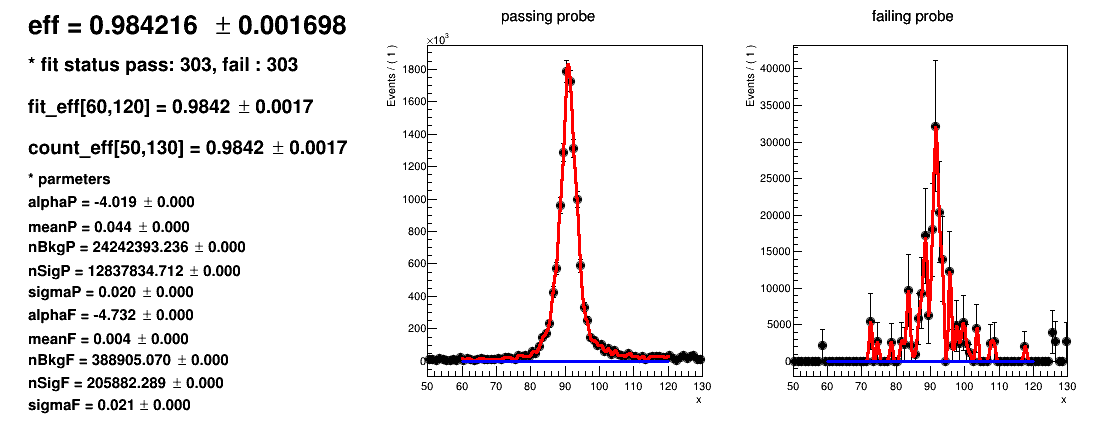 eff = 0.984216 ± 0.001698
* fit status pass: 303, fail : 303
fit_eff[60,120] = 0.9842 ± 0.0017
count_eff[50,130] = 0.9842 ± 0.0017
* parmeters
alphaP = -4.019 ± 0.000
meanP = 0.044 ± 0.000
nBkgP = 24242393.236 ± 0.000
nSigP = 12837834.712 ± 0.000
sigmaP = 0.020 ± 0.000
alphaF = -4.732 ± 0.000
meanF = 0.004 ± 0.000
nBkgF = 388905.070 ± 0.000
nSigF = 205882.289 ± 0.000
sigmaF = 0.021 ± 0.000
passing probe
×10³
Events / ( 1 )
1800
1600
1400
1200
1000
800
600
400
200
0
50 60 70 80 90 100 110 120 130
x
failing probe
Events / ( 1 )
40000
35000
30000
25000
20000
15000
10000
5000
0
50 60 70 80 90 100 110 120 130
x